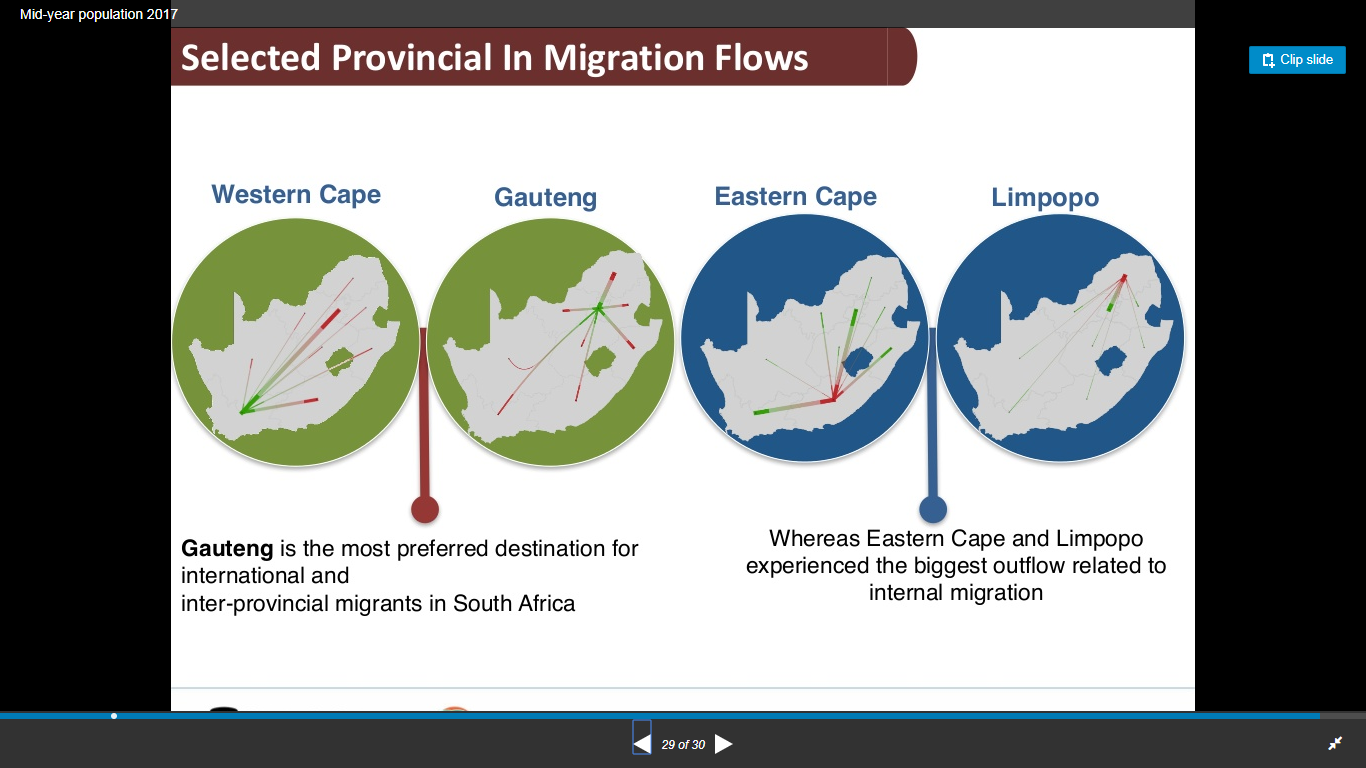 Mid-year population 2017
Selected Provincial In Migration Flows
Clip slide
Western Cape
Gauteng
Eastern Cape
Limpopo
Gauteng is the most preferred destination for
international and
inter-provincial migrants in South Africa
Whereas Eastern Cape and Limpopo
experienced the biggest outflow related to
internal migration
29 of 30